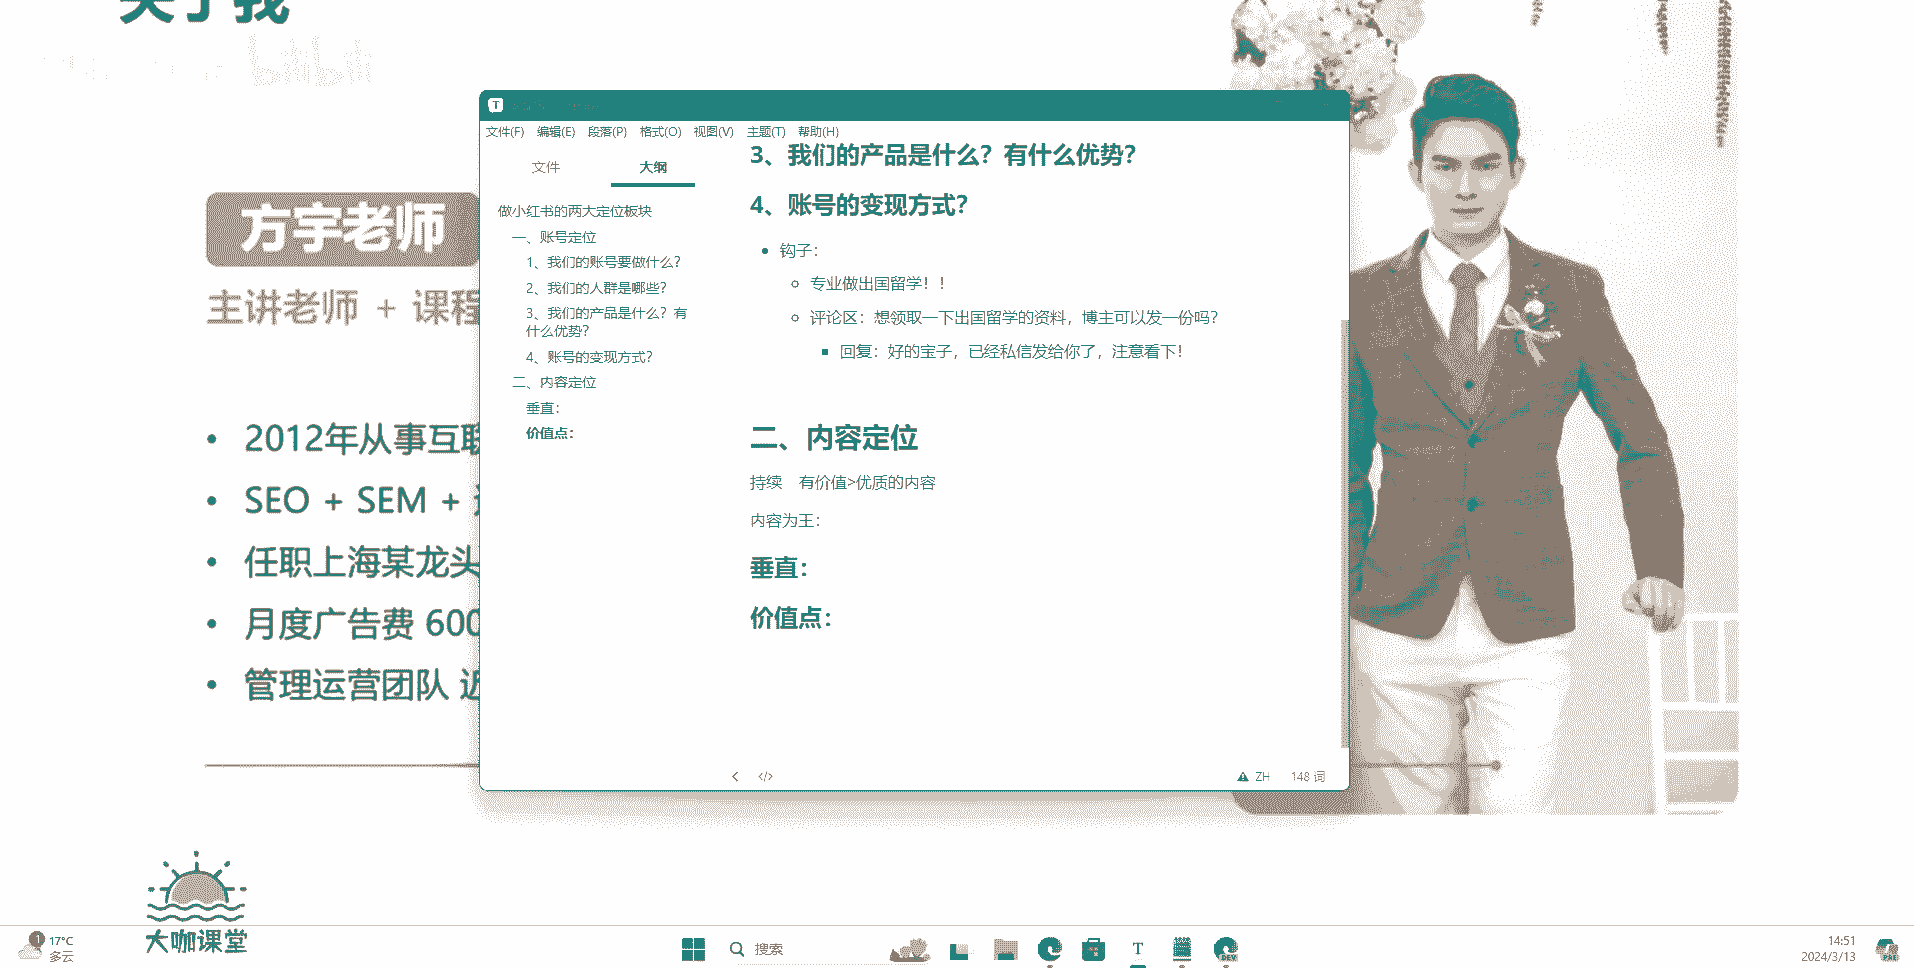 关于我
bilibili
方宇老师
主讲老师 + 课程
• 2012年从事互联
• SEO + SEM +
• 任职上海某龙头
• 月度广告费 600
• 管理运营团队 近
大咖课堂
文件(F) 编辑(E) 段落(P) 格式(O) 视图(V) 主题(T) 帮助(H)
文件 大纲
做小红书的两大定位板块
一、账号定位
1、我们的账号要做什么?
2、我们的人群是哪些?
3、我们的产品是什么? 有
什么优势?
4、账号的变现方式?
二、内容定位
垂直:
价值点:
3、我们的产品是什么? 有什么优势?
4、账号的变现方式?
• 钩子:
专业做出国留学! !
评论区: 想领取一下出国留学的资料, 博主可以发一份吗?
回复: 好的宝子, 已经私信发给你了, 注意看下!
二、内容定位
持续 有价值>优质的内容
内容为王:
垂直:
价值点:
ZH 148 词
1 17°C
多云
搜索
T
DEV
14:51
2024/3/13